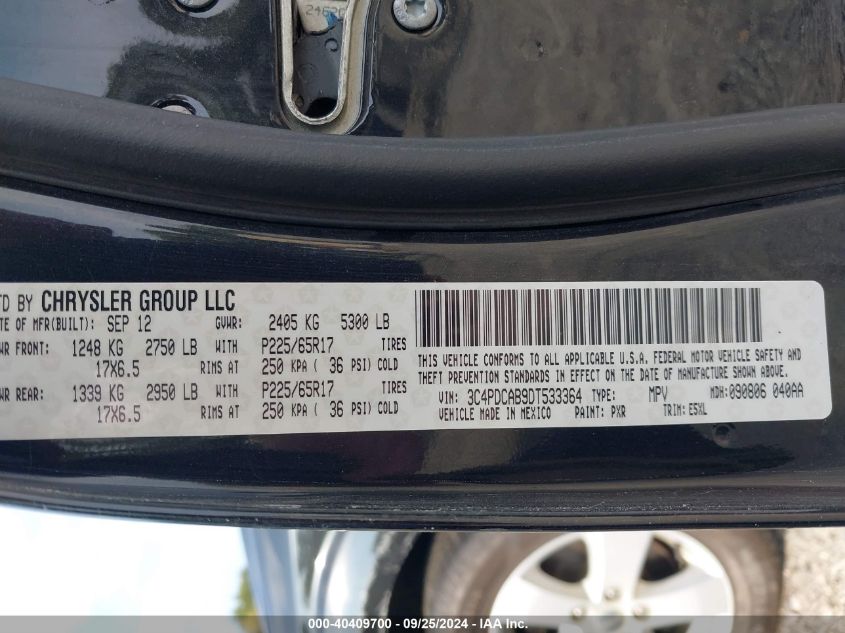 2462
TD BY CHRYSLER GROUP LLC
TE OF MFR(BUILT): SEP 12 GVWR: 2405 KG 5300 LB
WR FRONT: 1248 KG 2750 LB WITH P225/65R17 TIRES
17X6.5 RIMS AT 250 KPA ( 36 PSI) COLD
WR REAR: 1339 KG 2950 LB WITH P225/65R17 TIRES
17X6.5 RIMS AT 250 KPA ( 36 PSI) COLD
THIS VEHICLE CONFORMS TO ALL APPLICABLE U.S.A. FEDERAL MOTOR VEHICLE SAFETY AND
THEFT PREVENTION STANDARDS IN EFFECT ON THE DATE OF MANUFACTURE SHOWN ABOVE.
VIN: 3C4PDCAB9DT533364 TYPE: MPV MDH: 090806 040AA
VEHICLE MADE IN MEXICO PAINT: PXR TRIM: E5XL
000-40409700 - 09/25/2024 - IAA Inc.